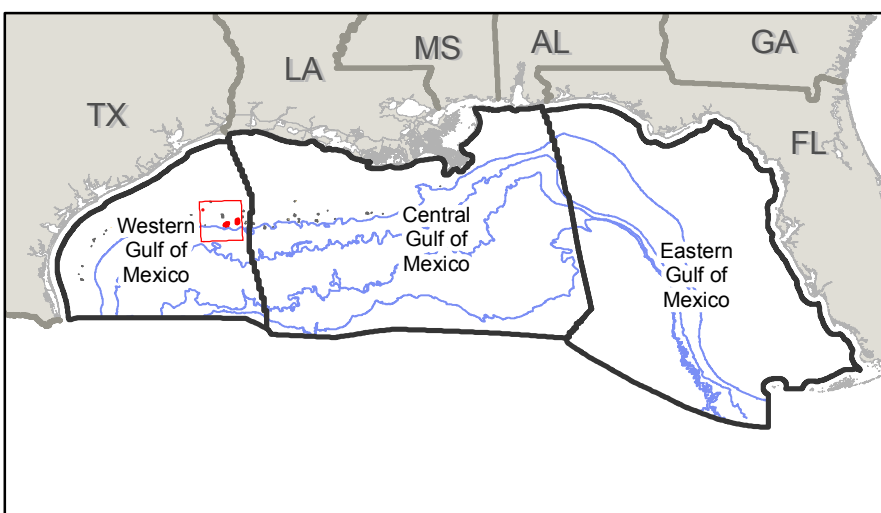 GA
AL
MS
LA
TX
FL
Western
Gulf of
Mexico
Central
Gulf of
Mexico
Eastern
Gulf of
Mexico